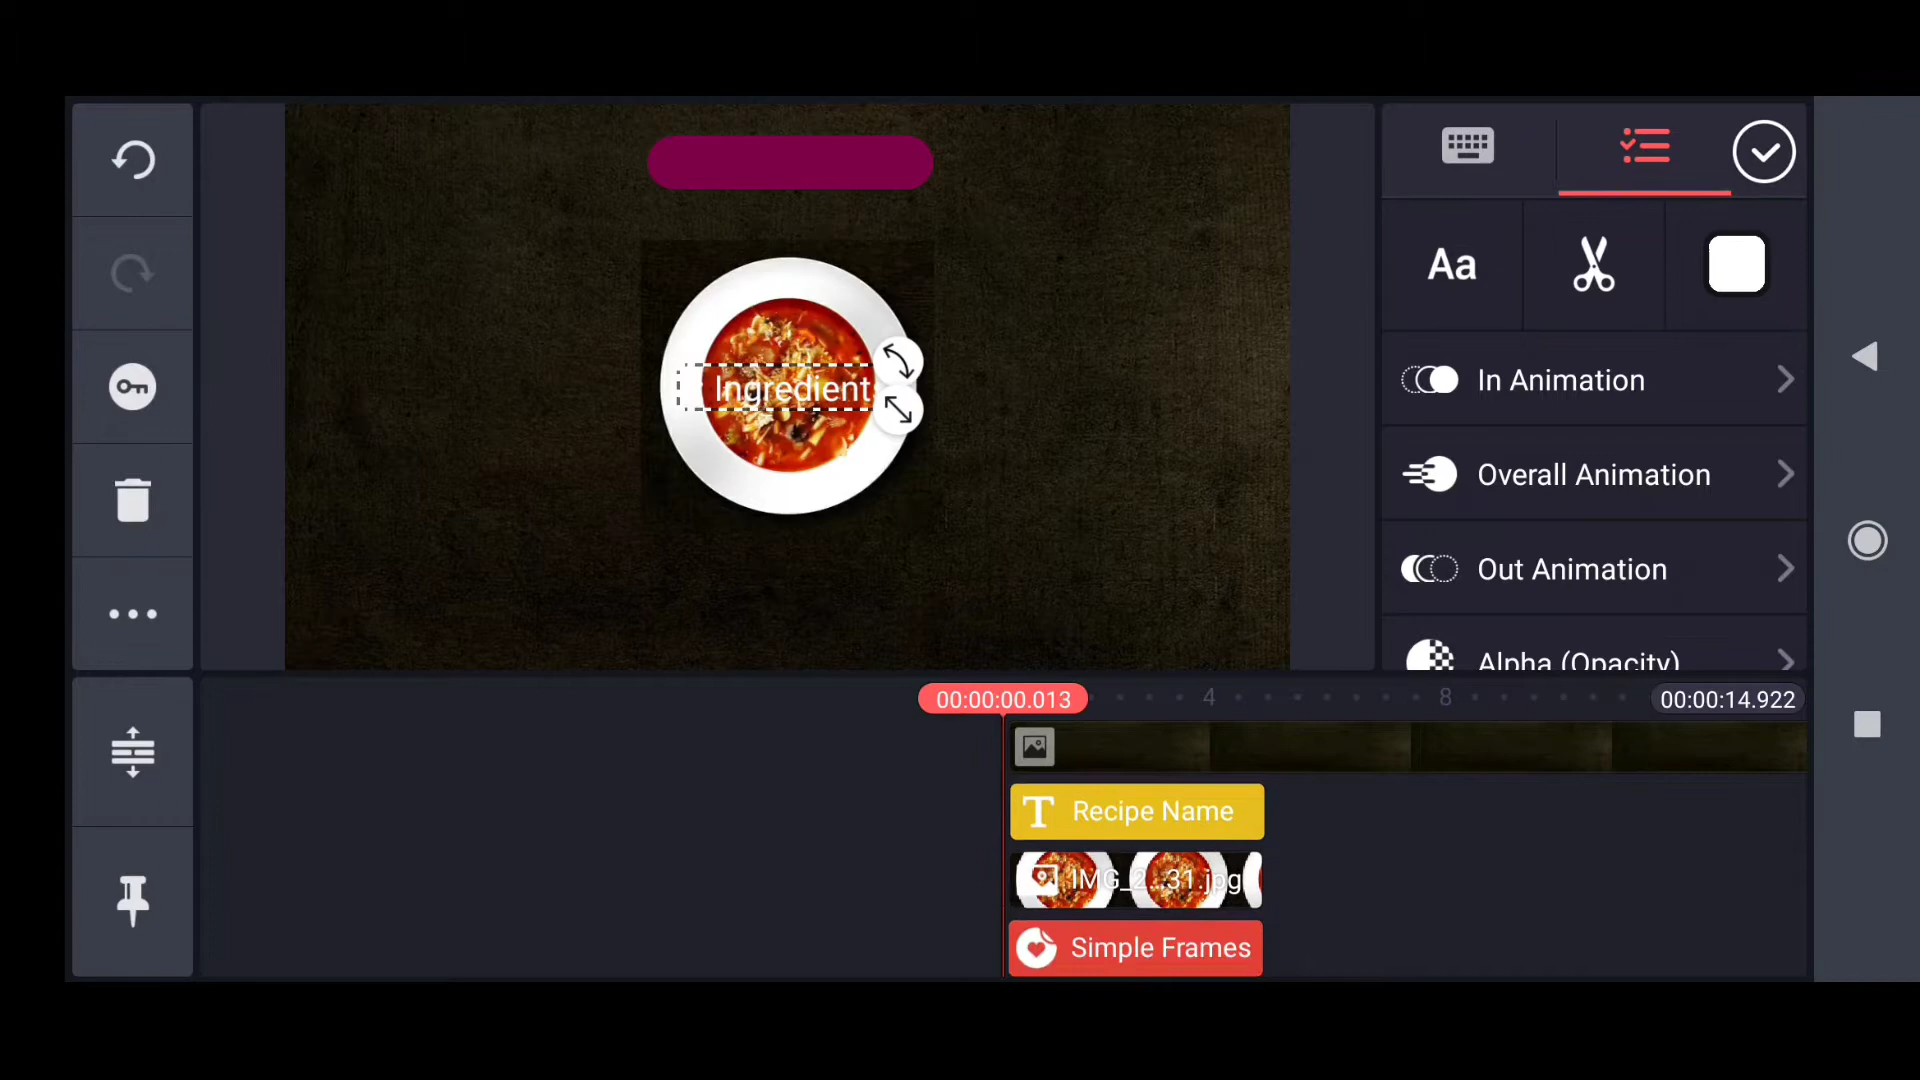 Ingredient
Aa
In Animation
Overall Animation
Out Animation
Alpha (Opacity)
00:00:00.013
4
8
00:00:14.922
T Recipe Name
IMG_2...31.jpg
Simple Frames